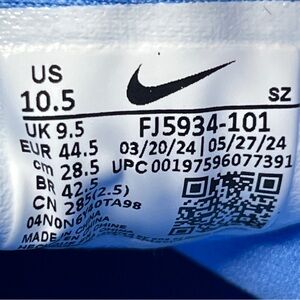 US
10.5
SZ
UK 9.5 FJ5934-101
EUR 44.5 03/20/24 | 05/27/24
cm 28.5 UPC 00197596077391
BR 42.5
CN 285(2.5)
MADE IN CHINA